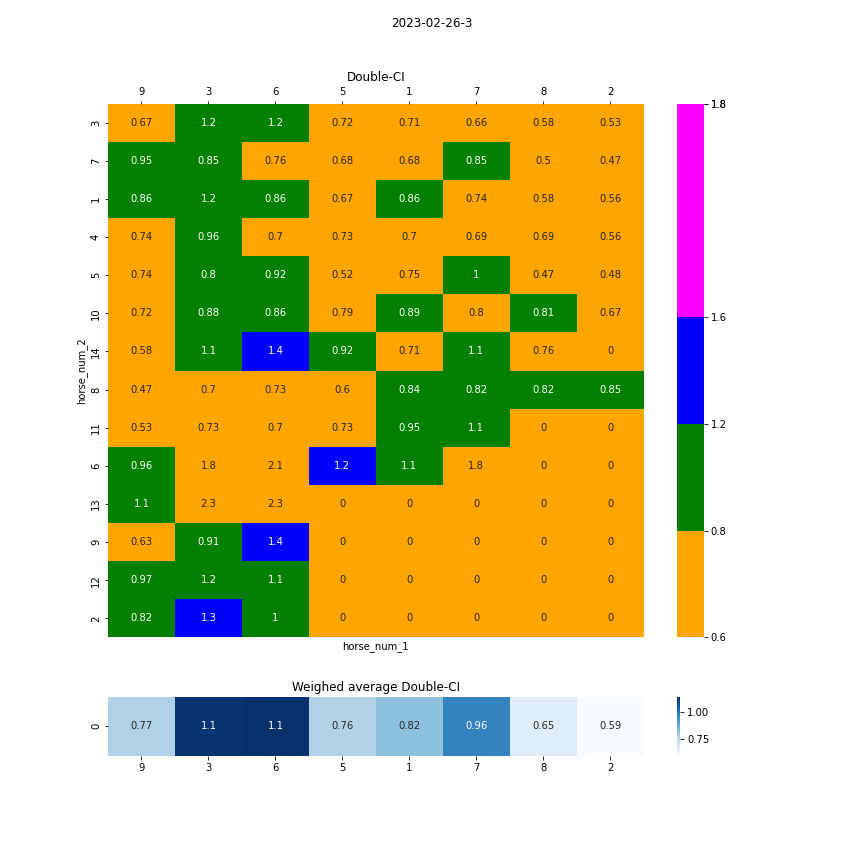 2023-02-26-3
Double-CI
9 3 6 5 1 7 8 2
3 0.67 1.2 1.2 0.72 0.71 0.66 0.58 0.53
7 0.95 0.85 0.76 0.68 0.68 0.85 0.5 0.47
1 0.86 1.2 0.86 0.67 0.86 0.74 0.58 0.56
4 0.74 0.96 0.7 0.73 0.7 0.69 0.69 0.56
5 0.74 0.8 0.92 0.52 0.75 1 0.47 0.48
10 0.72 0.88 0.86 0.79 0.89 0.8 0.81 0.67
14 0.58 1.1 1.4 0.92 0.71 1.1 0.76 0
8 0.47 0.7 0.73 0.6 0.84 0.82 0.82 0.85
11 0.53 0.73 0.7 0.73 0.95 1.1 0 0
6 0.96 1.8 2.1 1.2 1.1 1.8 0 0
13 1.1 2.3 2.3 0 0 0 0 0
9 0.63 0.91 1.4 0 0 0 0 0
12 0.97 1.2 1.1 0 0 0 0 0
2 0.82 1.3 1 0 0 0 0 0
horse_num_2
horse_num_1
1.8
1.6
1.2
0.8
0.6
Weighed average Double-CI
0 0.77 1.1 1.1 0.76 0.82 0.96 0.65 0.59
9 3 6 5 1 7 8 2
1.00
0.75